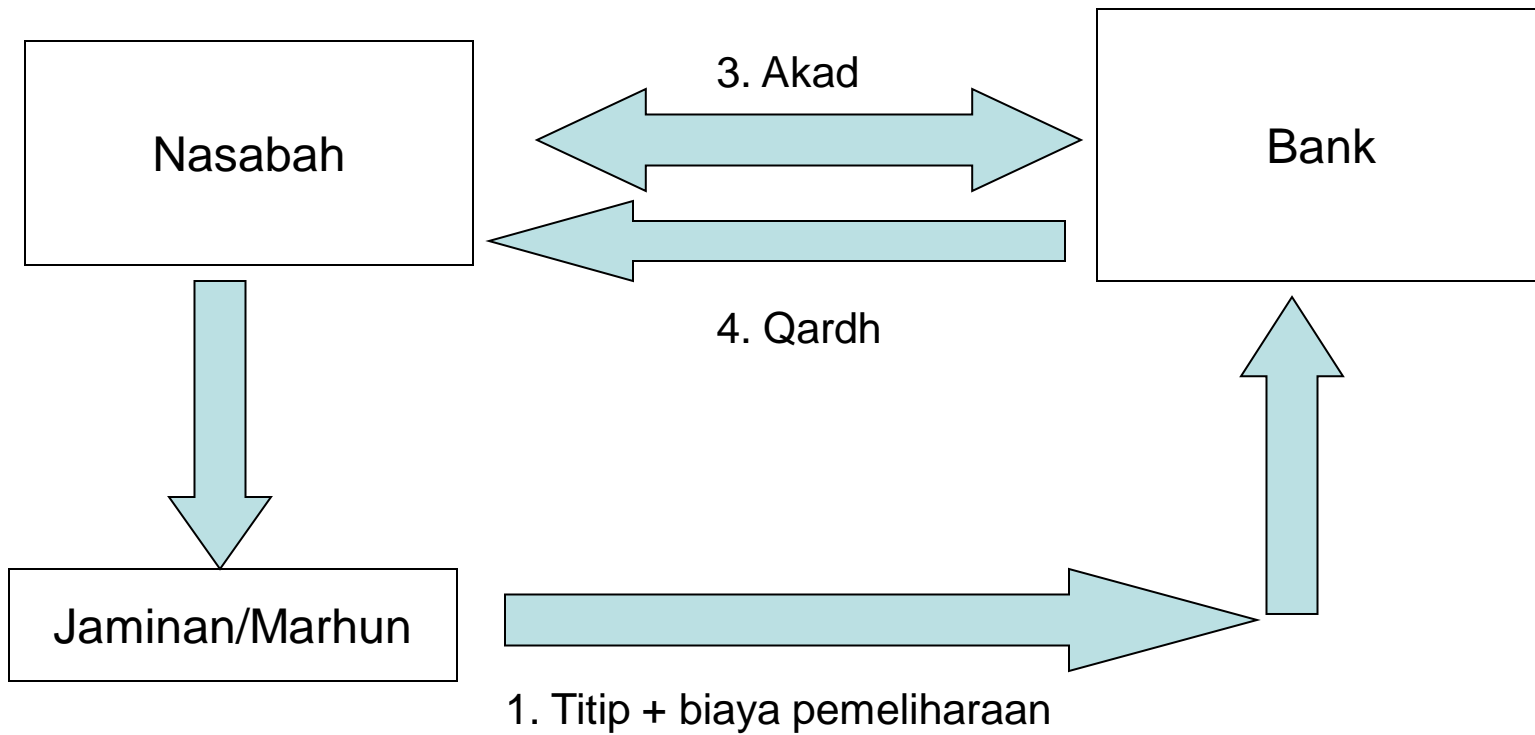 3. Akad
Nasabah
Bank
4. Qardh
Jaminan/Marhun
1. Titip + biaya pemeliharaan